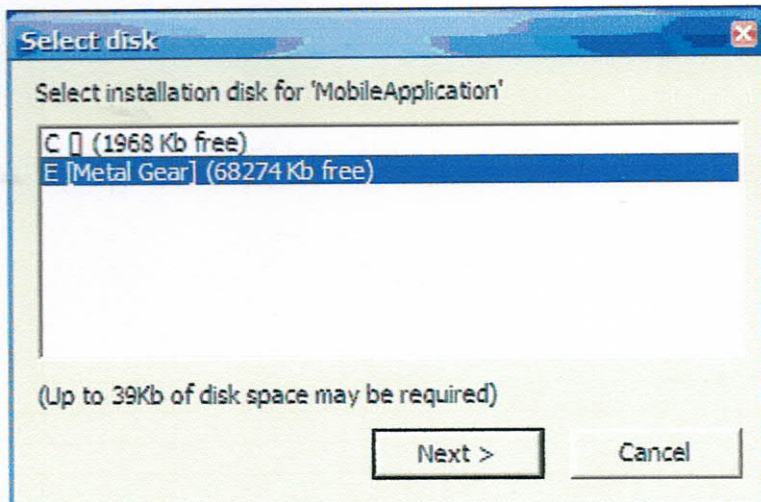 Select disk
Select installation disk for 'MobileApplication'
C [] (1968 Kb free)
E [Metal Gear] (68274 Kb free)
(Up to 39Kb of disk space may be required)
Next >
Cancel